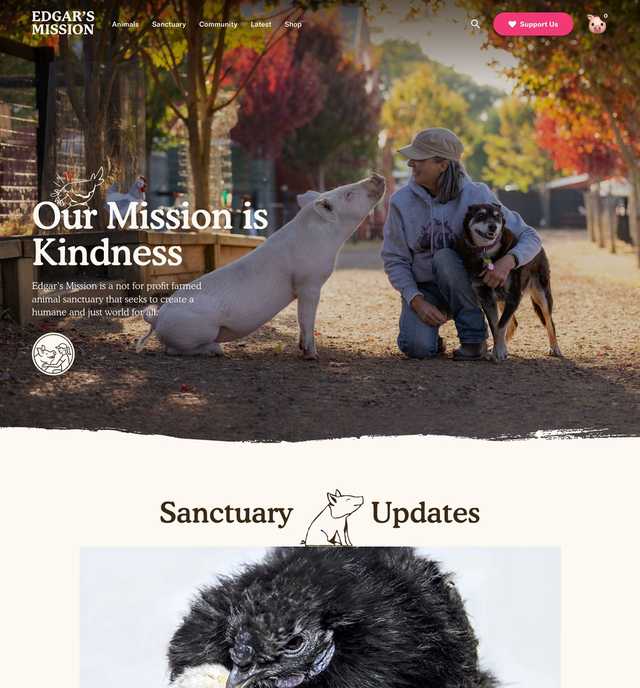 EDGAR'S
MISSION
Animals
Sanctuary
Community
Latest
Shop
Support Us
0
Our Mission is
Kindness
Edgar's Mission is a not for profit farmed
animal sanctuary that seeks to create a
humane and just world for all.
Sanctuary Updates